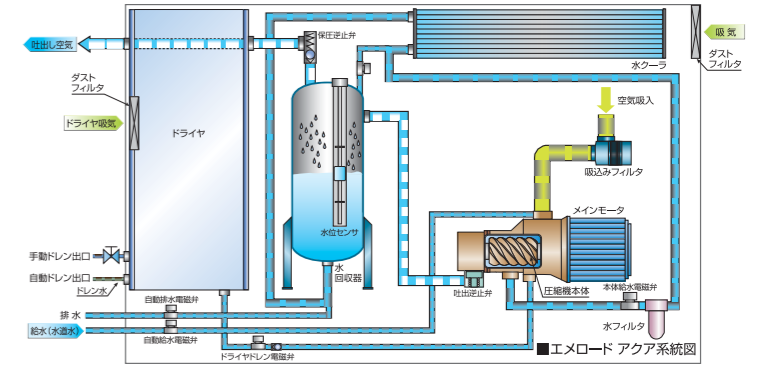 吐出し空気
ダスト
フィルタ
ドライヤ吸気
ドライヤ
保圧逆止弁
水クーラ
吸 気
ダスト
フィルタ
空気吸入
吸込みフィルタ
メインモータ
水位センサ
水
回収器
手動ドレン出口
自動ドレン出口
ドレン水
自動排水電磁弁
排 水
給水(水道水)
自動給水電磁弁
ドライヤドレン電磁弁
吐出逆止弁
圧縮機本体
本体給水電磁弁
水フィルタ
■エメロード アクア系統図